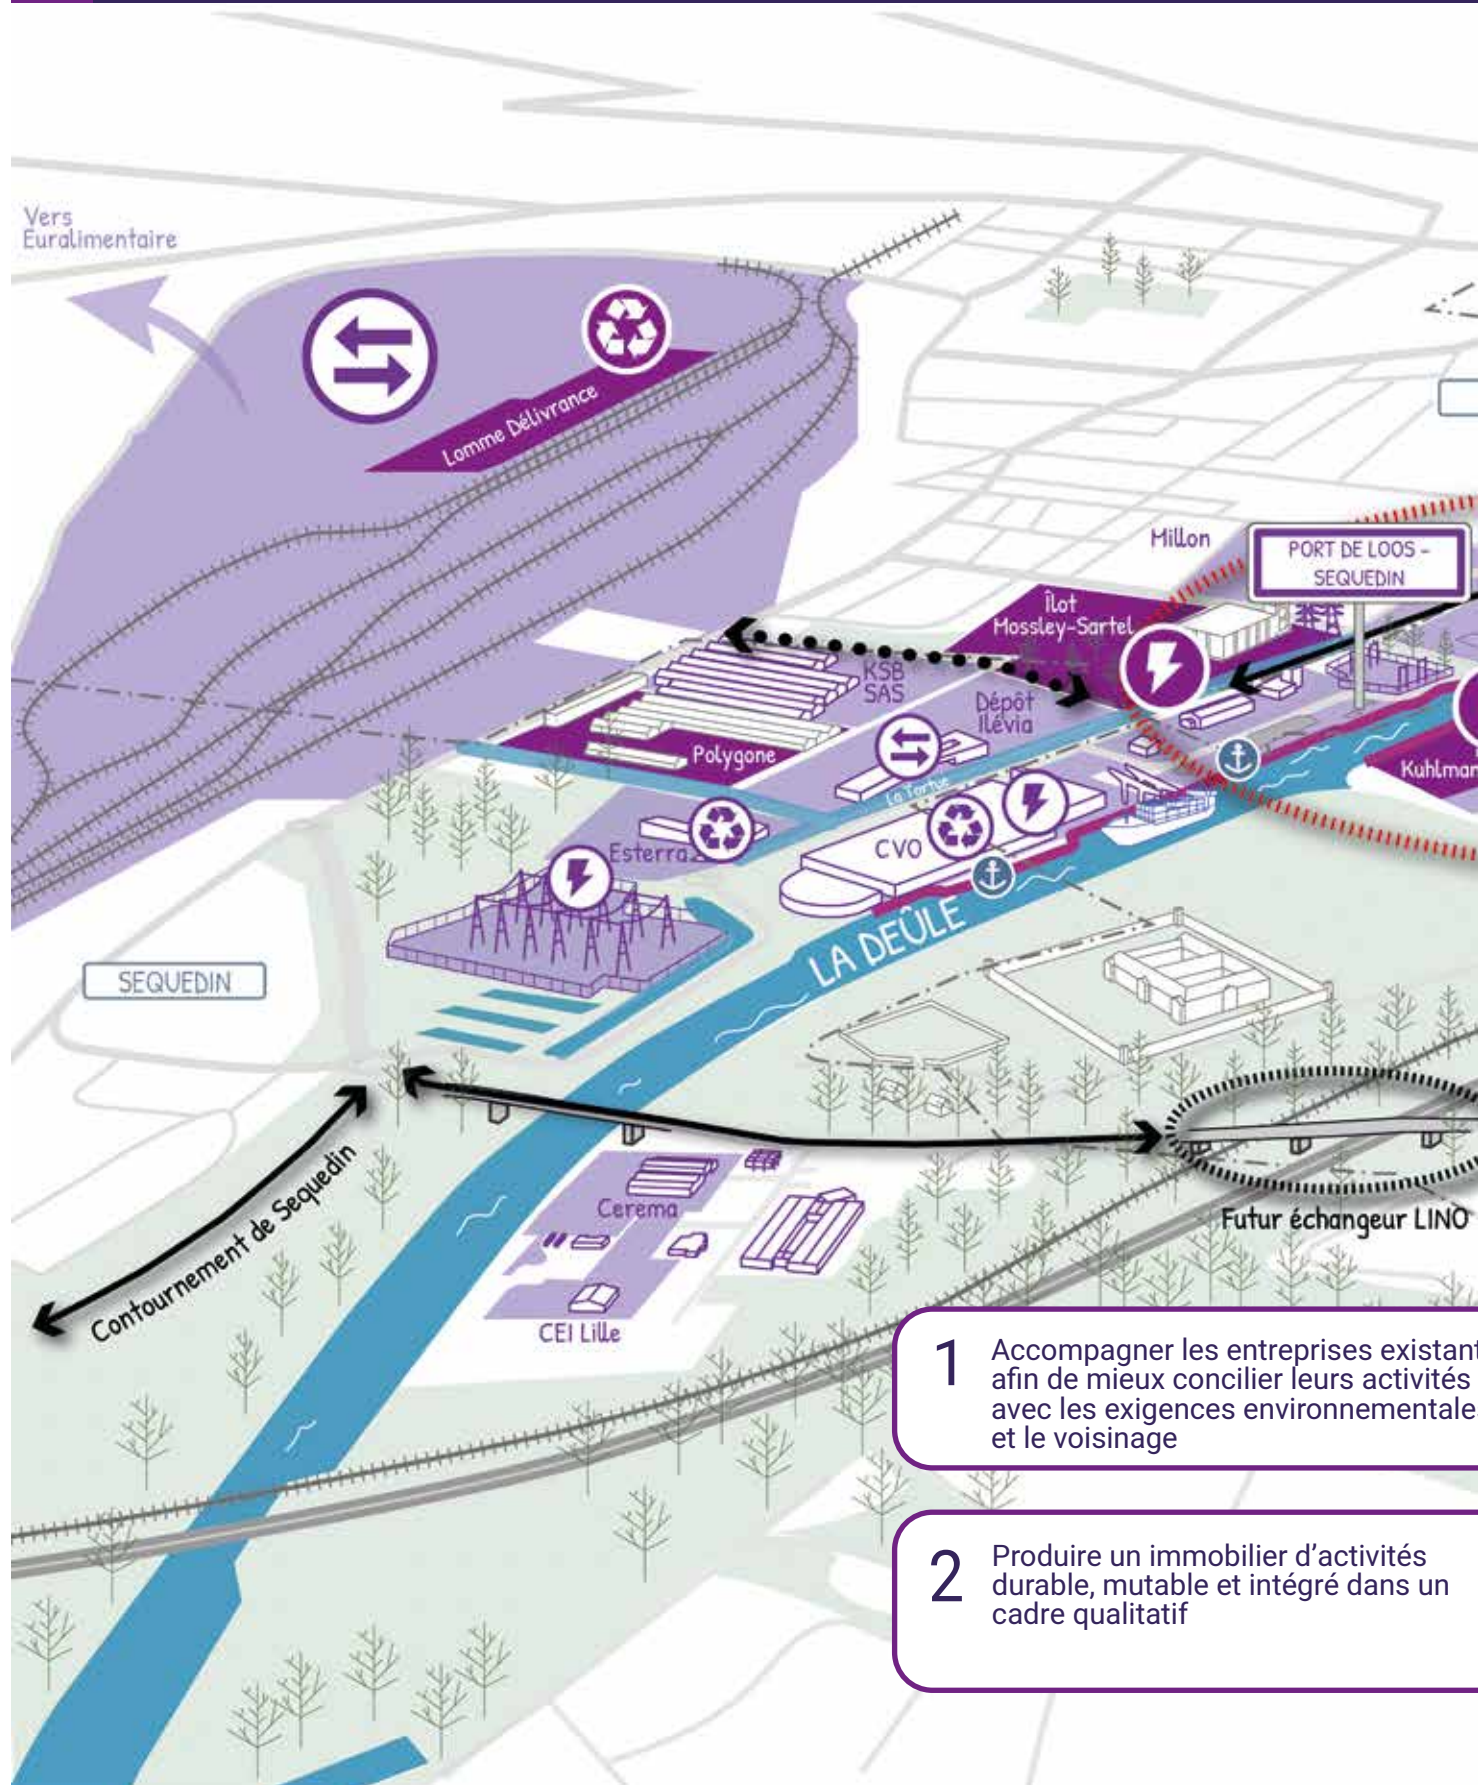 Vers
Euralimentaire
Lomme Délivrance
Millon
PORT DE LOOS -
SEQUEDIN
Îlot
Mossley-Sartel
KSB
SAS
Dépôt
Ilévia
Polygone
La Tortue
Kuhlman
Esterra
CVO
LA DEÛLE
SEQUEDIN
Contournement de Sequedin
Cerema
CEI Lille
Futur échangeur LINO
1 Accompagner les entreprises existant
afin de mieux concilier leurs activités
avec les exigences environnementales
et le voisinage
2 Produire un immobilier d’activités
durable, mutable et intégré dans un
cadre qualitatif